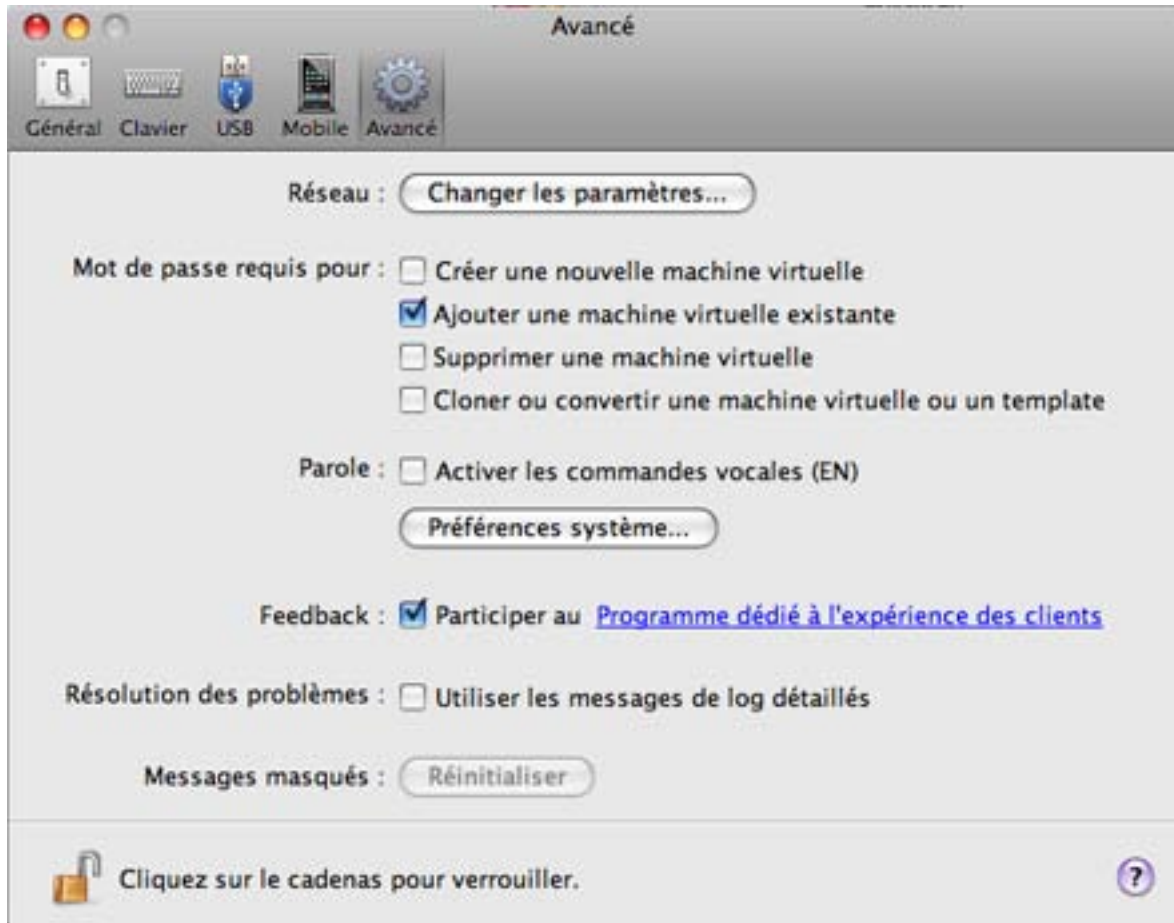 Avancé
Général Clavier USB Mobile Avancé
Réseau : Changer les paramètres...
Mot de passe requis pour : Créer une nouvelle machine virtuelle
Ajouter une machine virtuelle existante
Supprimer une machine virtuelle
Cloner ou convertir une machine virtuelle ou un template
Parole : Activer les commandes vocales (EN)
Préférences système...
Feedback : Participer au Programme dédié à l'expérience des clients
Résolution des problèmes : Utiliser les messages de log détaillés
Messages masqués : Réinitialiser
Cliquez sur le cadenas pour verrouiller.
?